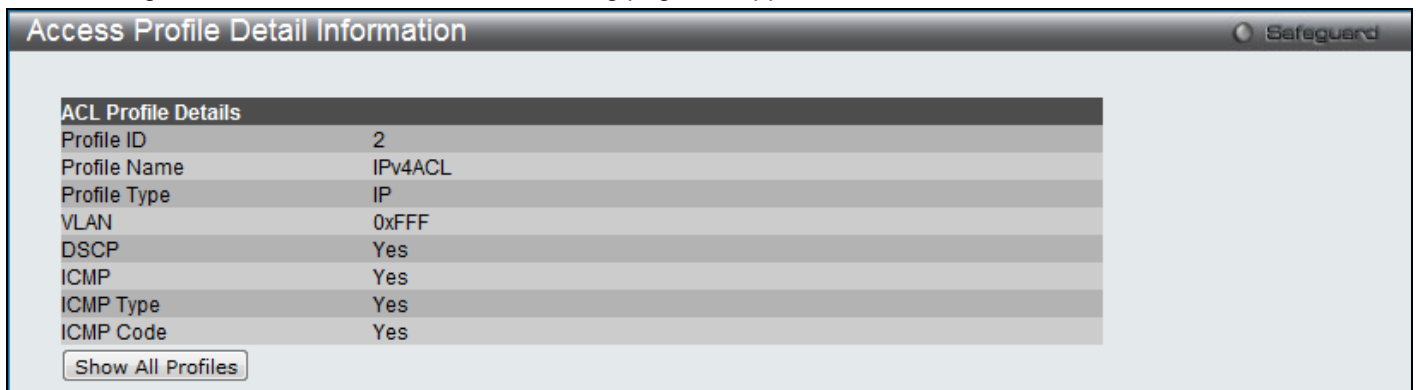 Access Profile Detail Information
Safeguard
ACL Profile Details
Profile ID 2
Profile Name IPv4ACL
Profile Type IP
VLAN 0xFFF
DSCP Yes
ICMP Yes
ICMP Type Yes
ICMP Code Yes
Show All Profiles